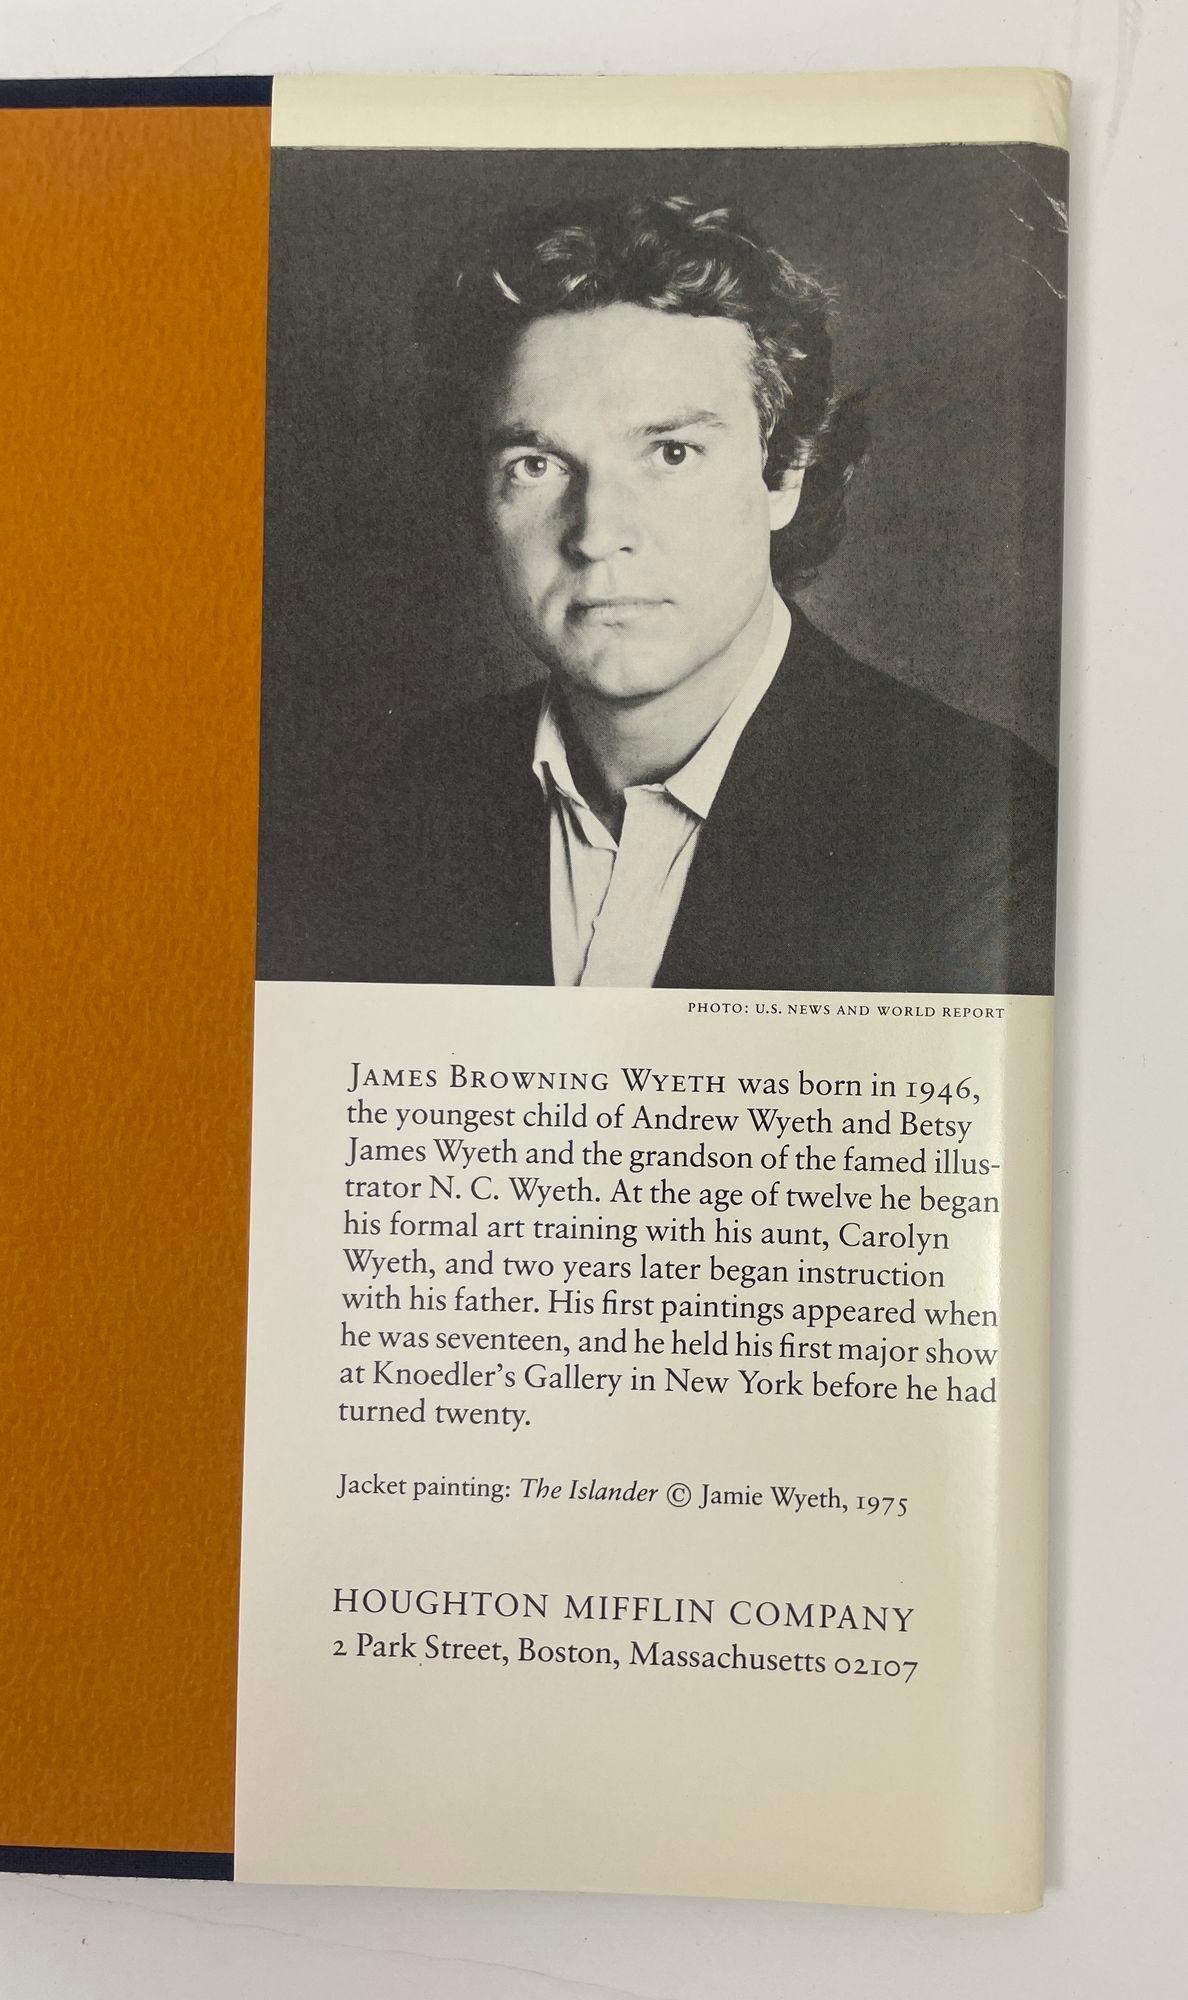 PHOTO: U.S. NEWS AND WORLD REPORT
JAMES BROWNING WYETH was born in 1946,
the youngest child of Andrew Wyeth and Betsy
James Wyeth and the grandson of the famed illus-
trator N. C. Wyeth. At the age of twelve he began
his formal art training with his aunt, Carolyn
Wyeth, and two years later began instruction
with his father. His first paintings appeared when
he was seventeen, and he held his first major show
at Knoedler's Gallery in New York before he had
turned twenty.
Jacket painting: The Islander © Jamie Wyeth, 1975
HOUGHTON MIFFLIN COMPANY
2 Park Street, Boston, Massachusetts 02107